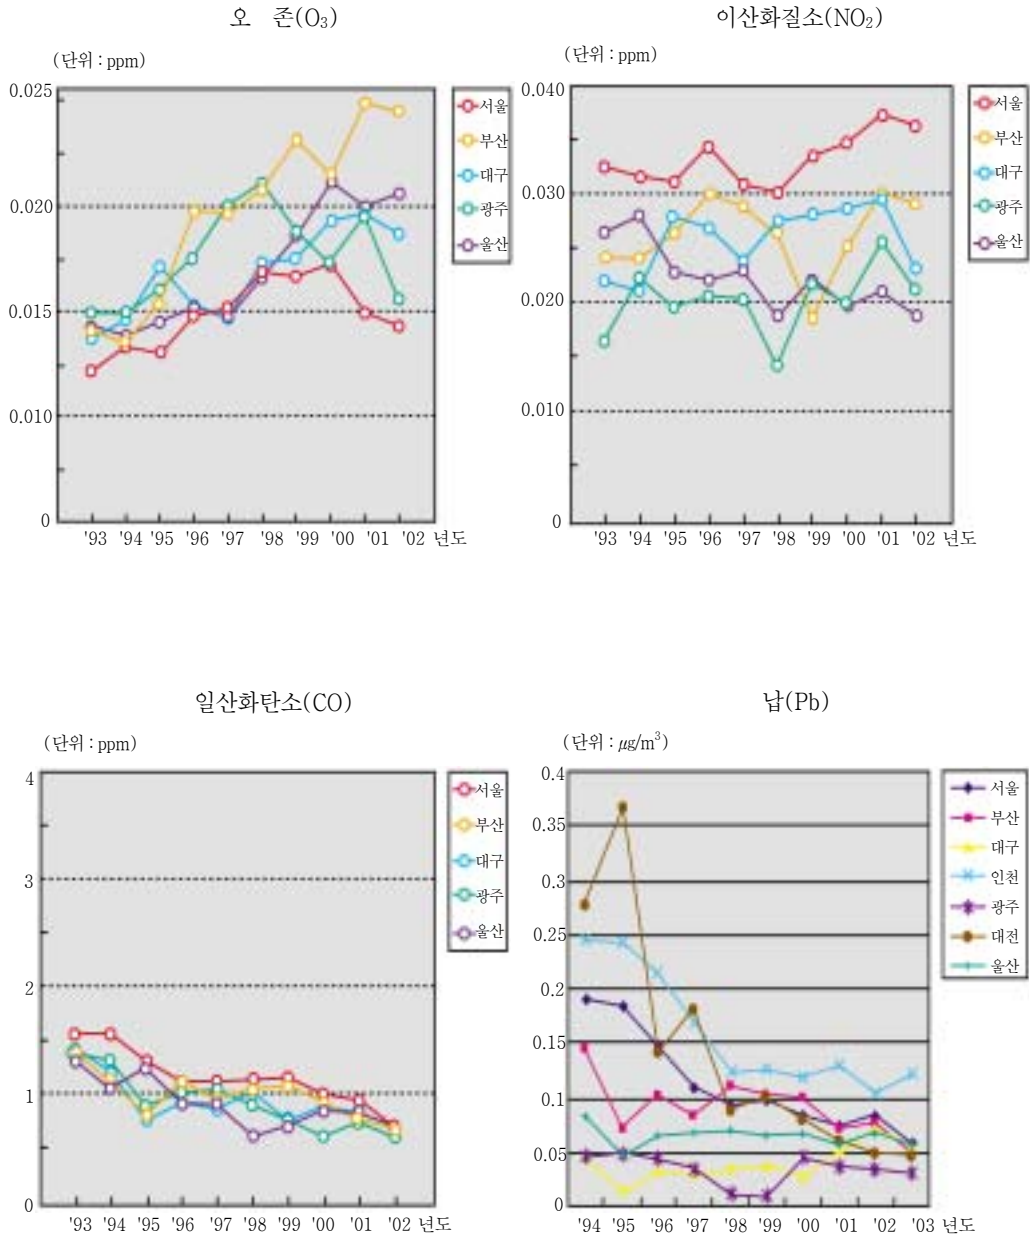 오 존(O₃)
(단위 : ppm)
0.025
0.020
0.015
0.010
0
'93 '94 '95 '96 '97 '98 '99 '00 '01 '02 년도
서울
부산
대구
광주
울산
이산화질소(NO₂)
(단위 : ppm)
0.040
0.030
0.020
0.010
0
'93 '94 '95 '96 '97 '98 '99 '00 '01 '02 년도
서울
부산
대구
광주
울산
일산화탄소(CO)
(단위 : ppm)
4
3
2
1
0
'93 '94 '95 '96 '97 '98 '99 '00 '01 '02 년도
서울
부산
대구
광주
울산
납(Pb)
(단위 : ㎍/m³)
0.4
0.35
0.3
0.25
0.2
0.15
0.1
0.05
0
'94 '95 '96 '97 '98 '99 '00 '01 '02 '03 년도
서울
부산
대구
인천
광주
대전
울산